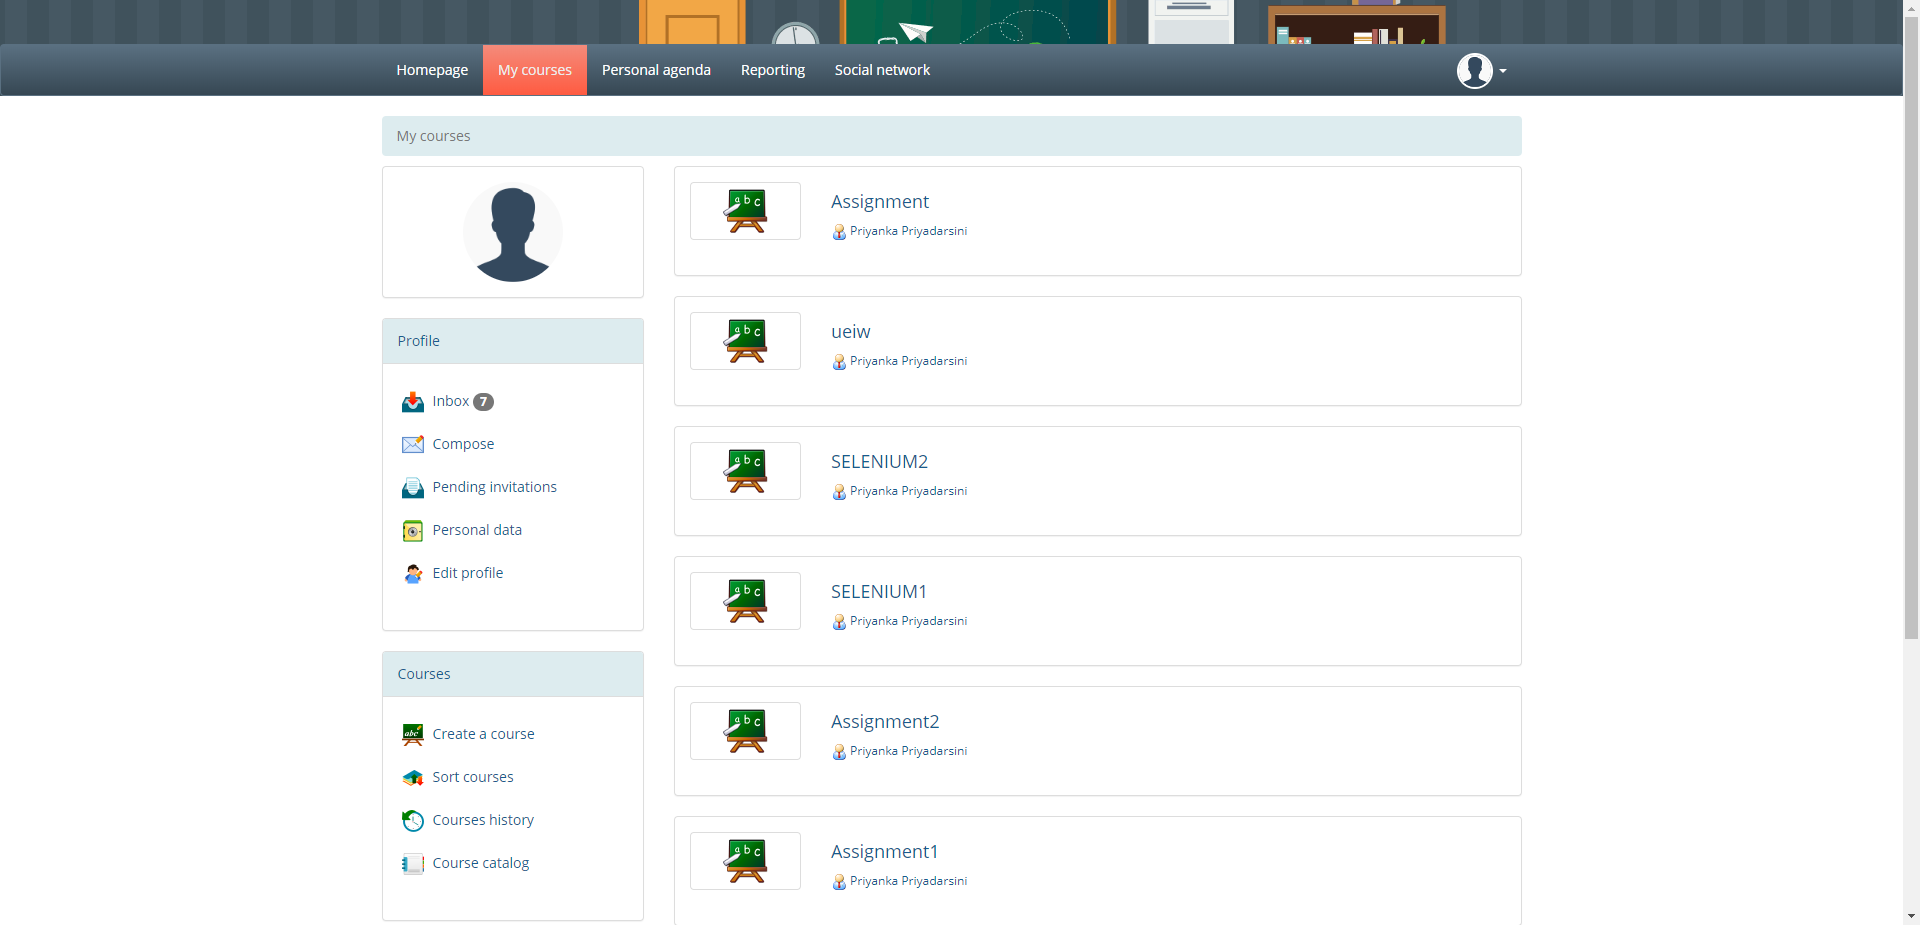 Homepage
My courses
Personal agenda
Reporting
Social network
My courses
Profile
Inbox 7
Compose
Pending invitations
Personal data
Edit profile
Courses
Create a course
Sort courses
Courses history
Course catalog
a b c
Assignment
Priyanka Priyadarsini
a b c
ueiw
Priyanka Priyadarsini
a b c
SELENIUM2
Priyanka Priyadarsini
a b c
SELENIUM1
Priyanka Priyadarsini
a b c
Assignment2
Priyanka Priyadarsini
a b c
Assignment1
Priyanka Priyadarsini